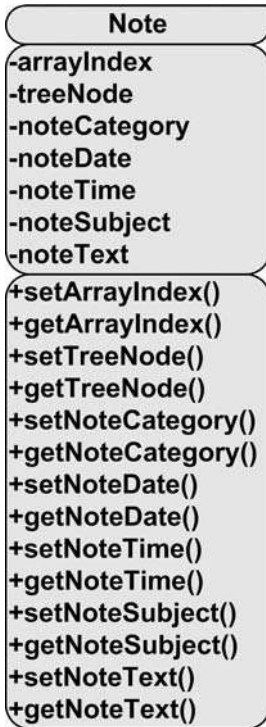 Note
-arrayIndex
-treeNode
-noteCategory
-noteDate
-noteTime
-noteSubject
-noteText
+setArrayIndex()
+getArrayIndex()
+setTreeNode()
+getTreeNode()
+setNoteCategory()
+getNoteCategory()
+setNoteDate()
+getNoteDate()
+setNoteTime()
+getNoteTime()
+setNoteSubject()
+getNoteSubject()
+setNoteText()
+getNoteText()